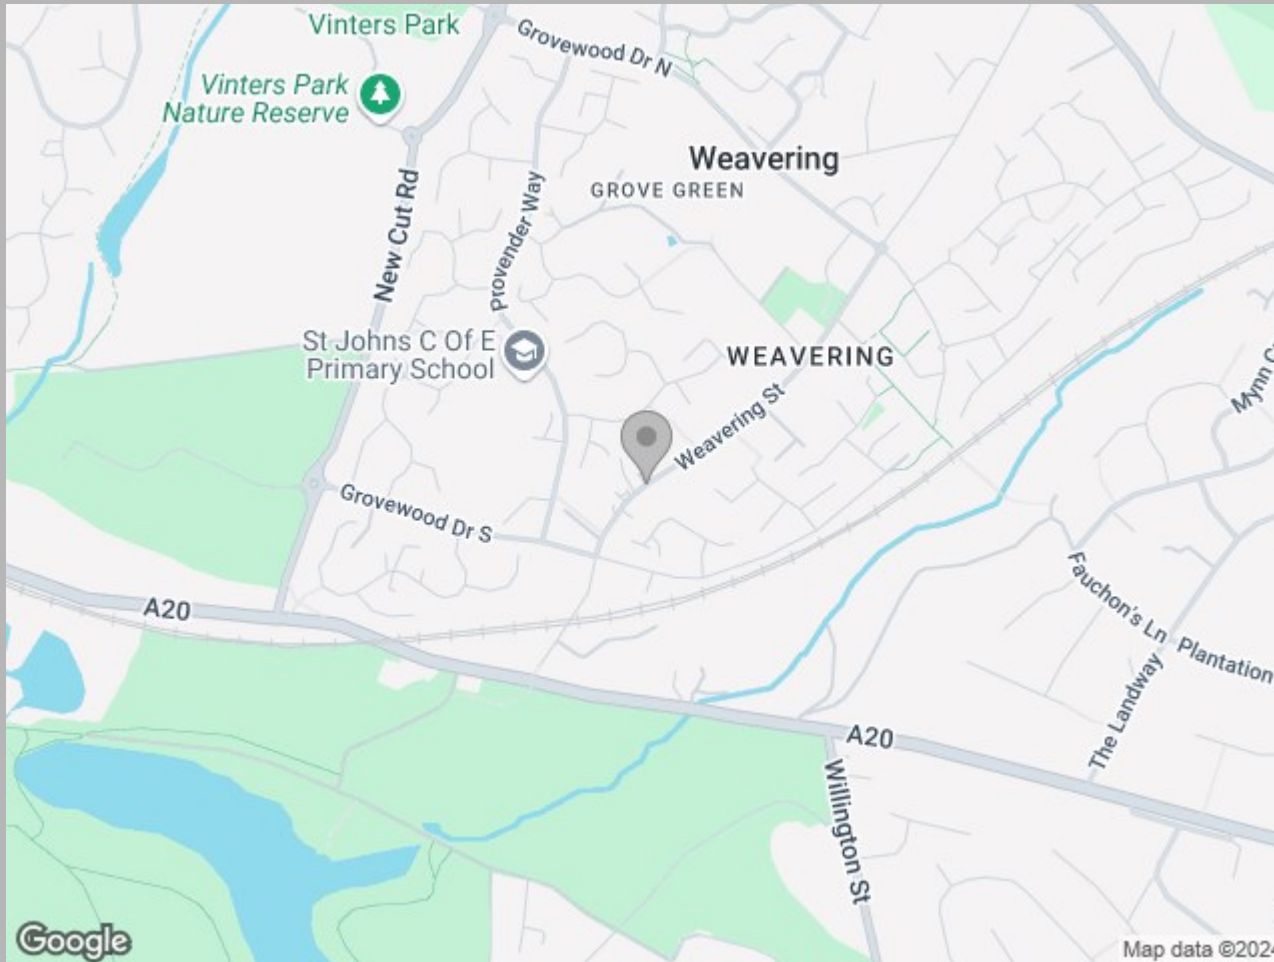 Vinters Park
Grovewood Dr N
Vinters Park
Nature Reserve
Weavering
GROVE GREEN
New Cut Rd
Provender Way
St Johns C Of E
Primary School
WEAVERING
Mynn C
Weavering St
Grovewood Dr S
A20
Fauchon's Ln
Plantation
The Landway
A20
Willington St
Google
Map data ©2024